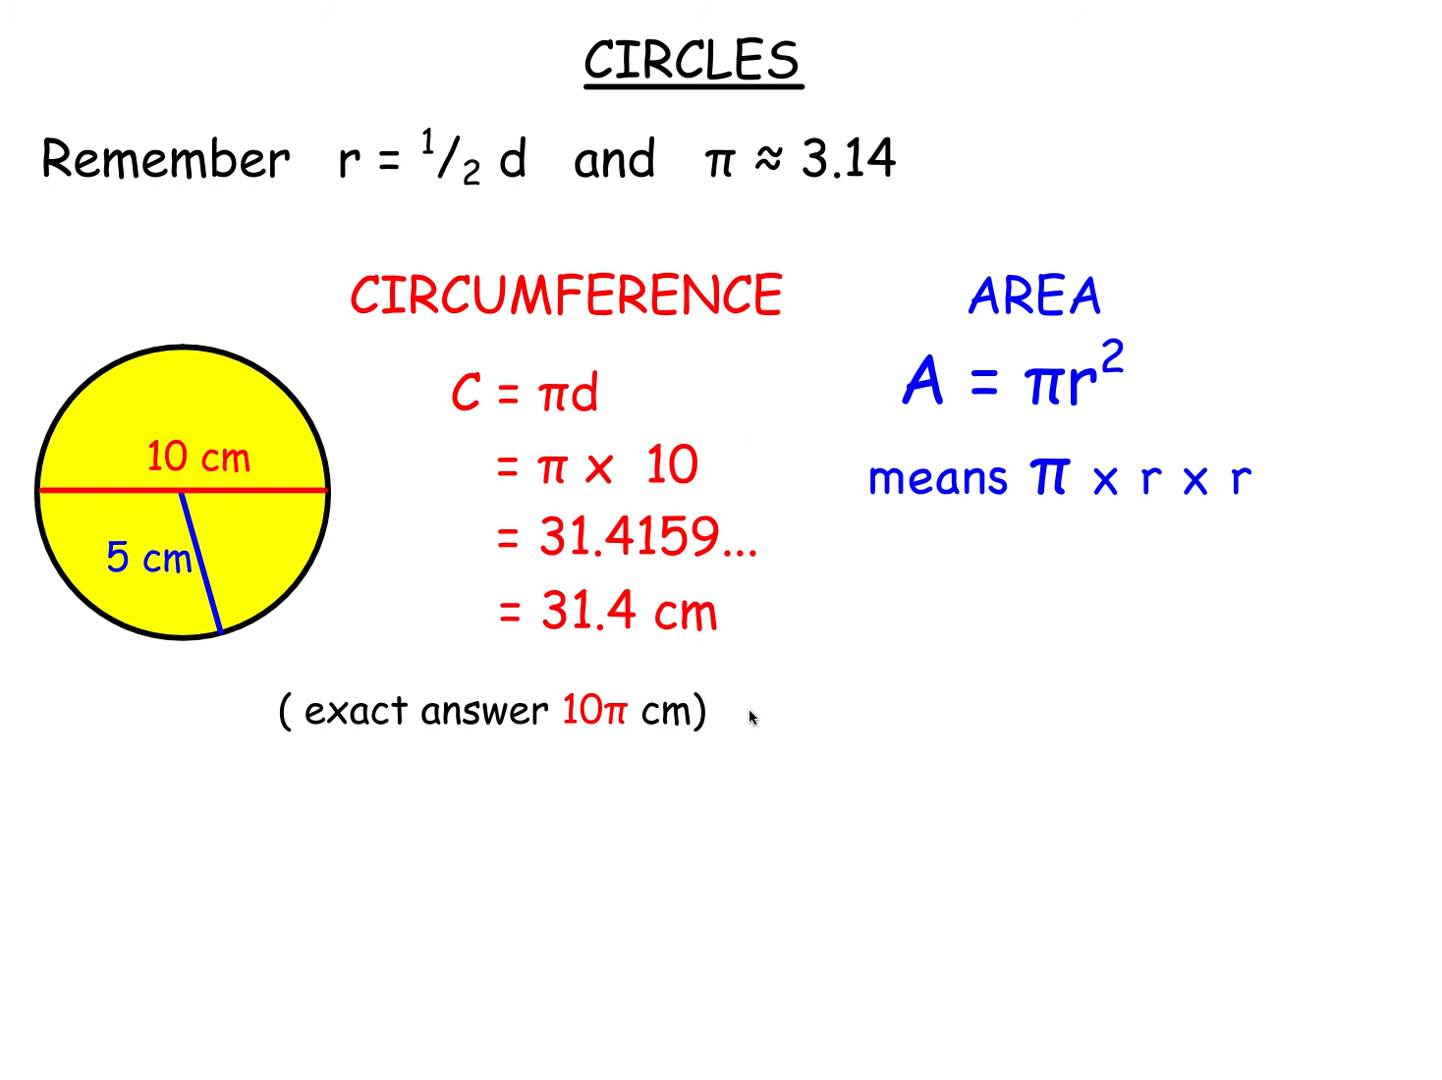 CIRCLES
Remember r = 1/2 d and π ≈ 3.14
CIRCUMFERENCE
C = πd
= π x 10
= 31.4159...
= 31.4 cm
( exact answer 10π cm)
AREA
A = πr²
means π x r x r
10 cm
5 cm